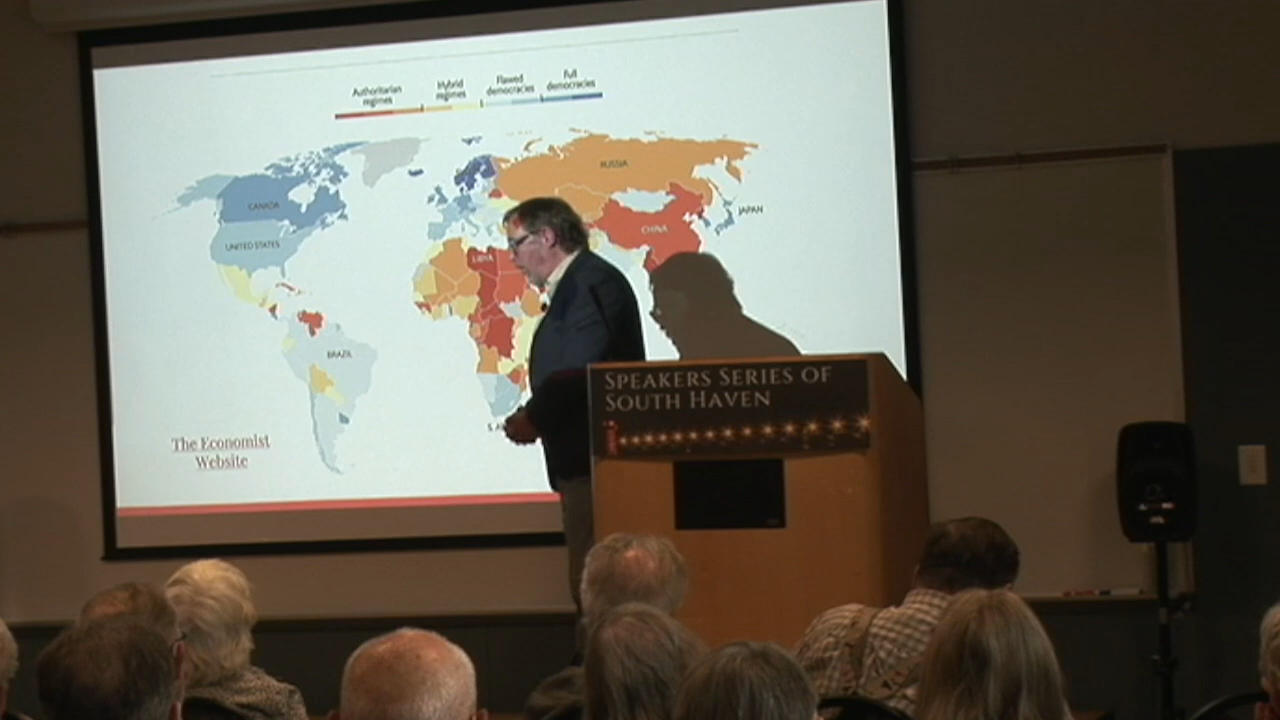 Authoritarian
regimes
Hybrid
regimes
Flawed
democracies
Full
democracies
RUSSIA
CANADA
JAPAN
UNITED STATES
CHINA
LIBYA
BRAZIL
The Economist
Website
SPEAKERS SERIES OF
SOUTH HAVEN